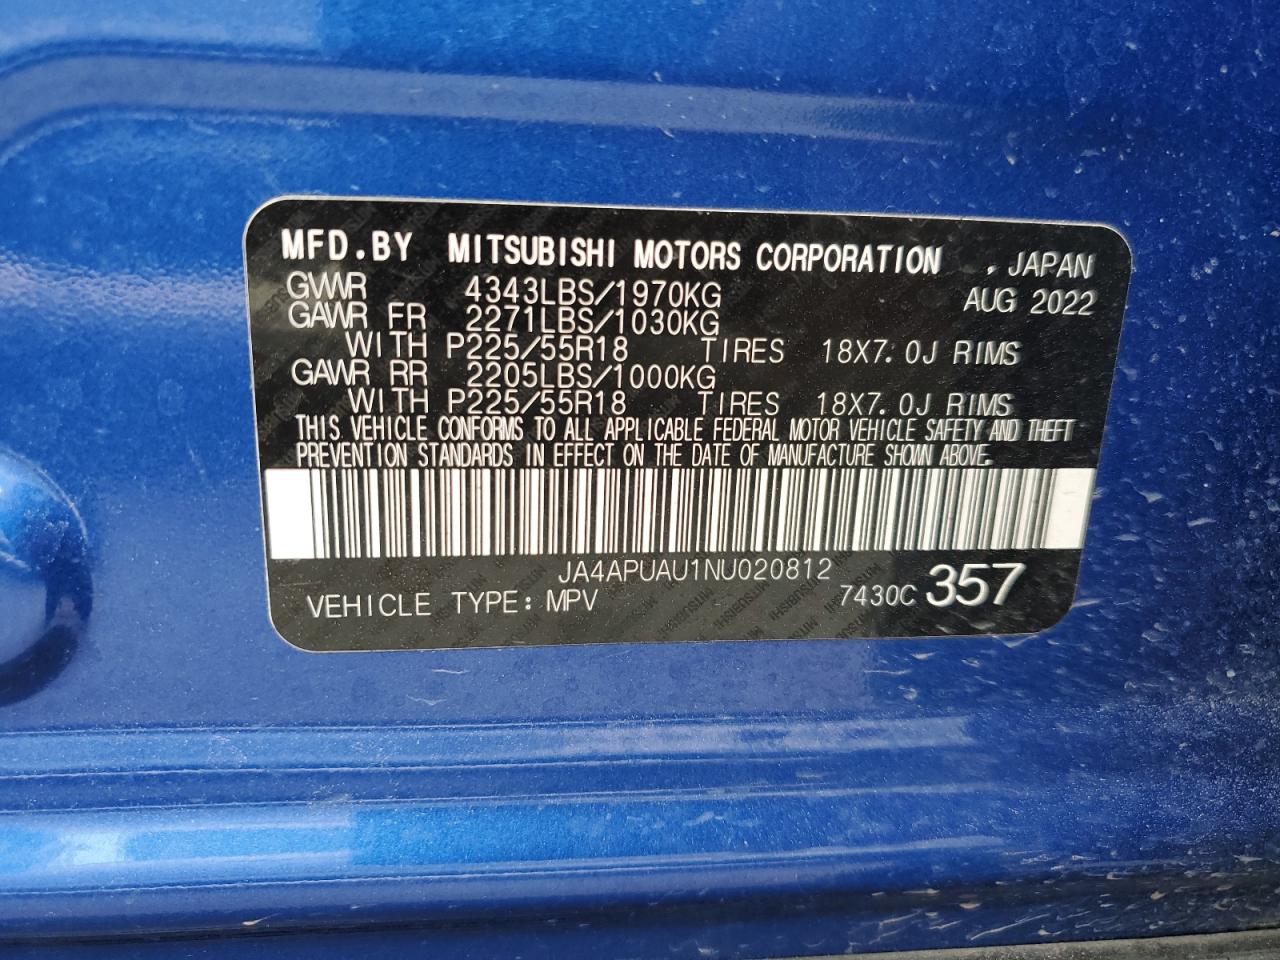 MFD.BY MITSUBISHI MOTORS CORPORATION , JAPAN
GVWR 4343LBS/1970KG AUG 2022
GAWR FR 2271LBS/1030KG
WITH P225/55R18 TIRES 18X7.0J RIMS
GAWR RR 2205LBS/1000KG
WITH P225/55R18 TIRES 18X7.0J RIMS
THIS VEHICLE CONFORMS TO ALL APPLICABLE FEDERAL MOTOR VEHICLE SAFETY AND THEFT
PREVENTION STANDARDS IN EFFECT ON THE DATE OF MANUFACTURE SHOWN ABOVE.
JA4APUAU1NU020812
VEHICLE TYPE: MPV 7430C 357